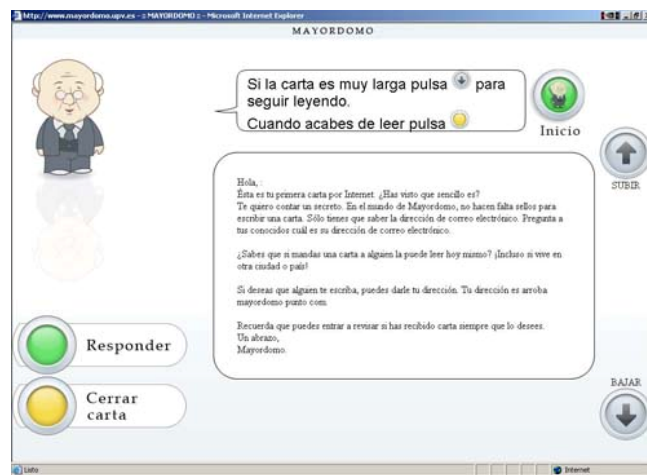 http://www.mayordomo.upv.es - :: MAYORDOMO :: - Microsoft Internet Explorer
MAYORDOMO
Si la carta es muy larga pulsa para
seguir leyendo.
Cuando acabes de leer pulsa
Inicio
SUBIR
Hola, :
Ésta es tu primera carta por Internet. ¿Has visto que sencillo es?
Te quiero contar un secreto. En el mundo de Mayordomo, no hacen falta sellos para
escribir una carta. Sólo tienes que saber la dirección de correo electrónico. Pregunta a
tus conocidos cuál es su dirección de correo electrónico.
¿Sabes que si mandas una carta a alguien la puede leer hoy mismo? ¡Incluso si vive en
otra ciudad o país!
Si deseas que alguien te escriba, puedes darle tu dirección. Tu dirección es arroba
mayordomo punto com.
Recuerda que puedes entrar a revisar si has recibido carta siempre que lo desees.
Un abrazo,
Mayordomo.
Responder
Cerrar
carta
BAJAR
Listo
Internet